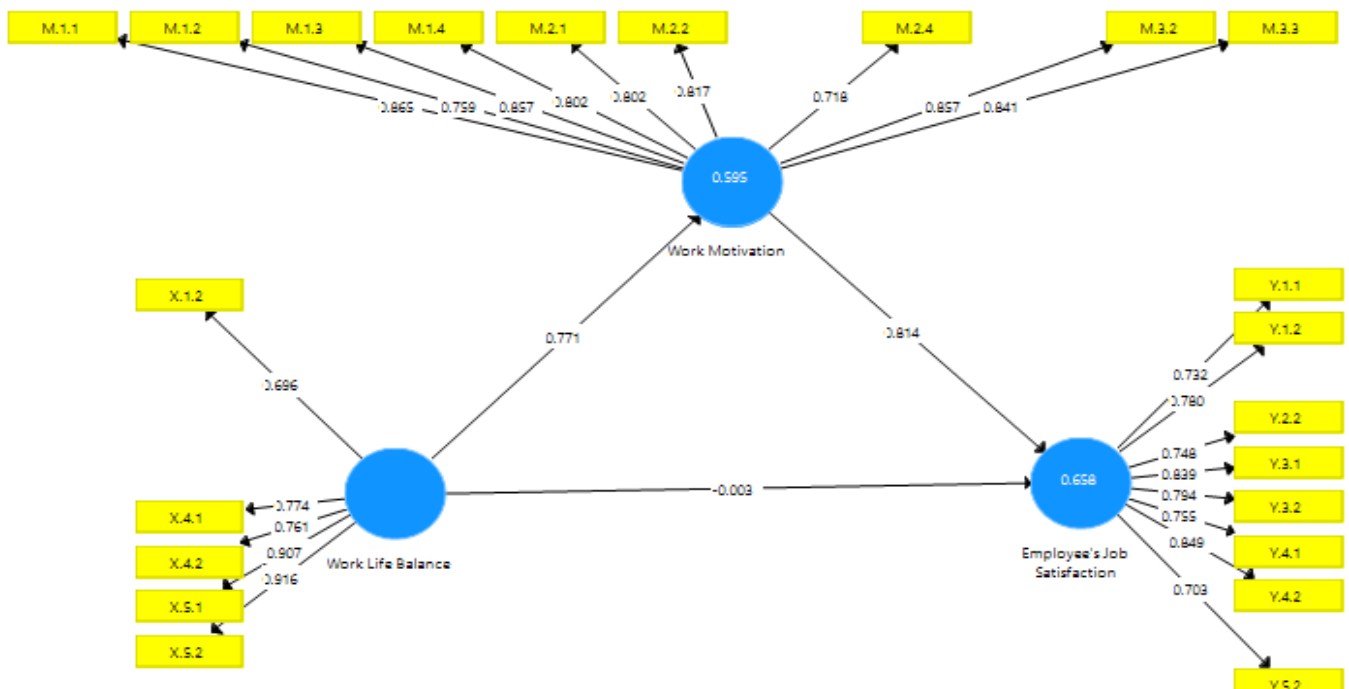 M.1.1 M.1.2 M.1.3 M.1.4 M.2.1 M.2.2 M.2.4 M.3.2 M.3.3
0.865 0.759 0.857 0.802 0.802 0.817 0.718 0.857 0.841
0.595
Work Motivation
X.1.2
0.696
0.771
0.814
Y.1.1
Y.1.2
0.732
0.780
Y.2.2
0.748
Y.3.1
0.839
0.658
Y.3.2
0.794
0.755
Y.4.1
0.849
Y.4.2
0.703
Y.5.2
Employee's Job
Satisfaction
-0.003
X.4.1
0.774
X.4.2
0.761
0.907
X.5.1
0.916
X.5.2
Work Life Balance